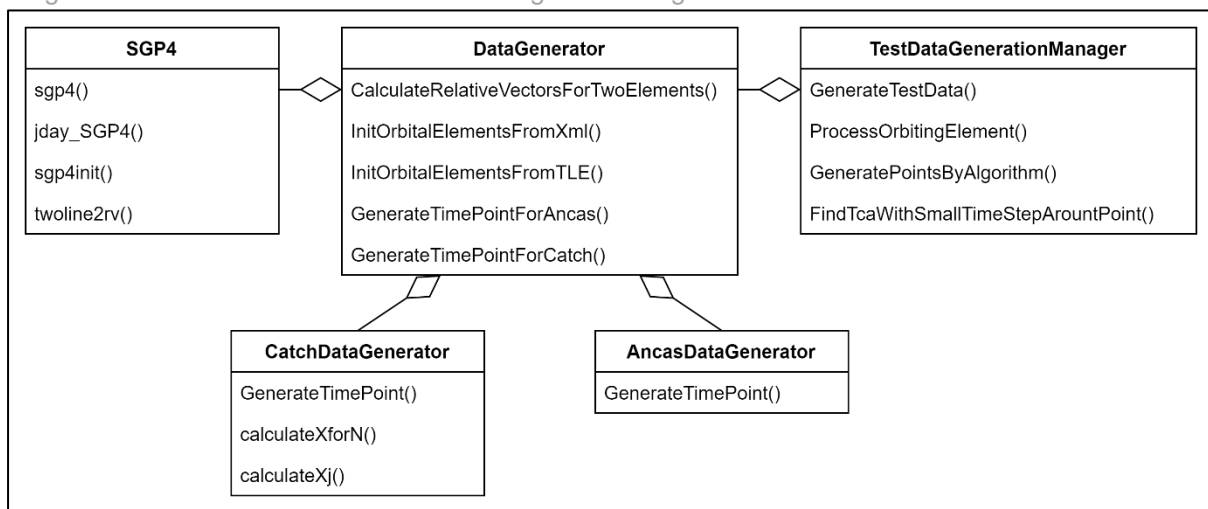 SGP4
sgp4()
jday_SGP4()
sgp4init()
twoline2rv()
DataGenerator
CalculateRelativeVectorsForTwoElements()
InitOrbitalElementsFromXml()
InitOrbitalElementsFromTLE()
GenerateTimePointForAncas()
GenerateTimePointForCatch()
TestDataGenerationManager
GenerateTestData()
ProcessOrbitingElement()
GeneratePointsByAlgorithm()
FindTcaWithSmallTimeStepArountPoint()
CatchDataGenerator
GenerateTimePoint()
calculateXforN()
calculateXj()
AncasDataGenerator
GenerateTimePoint()